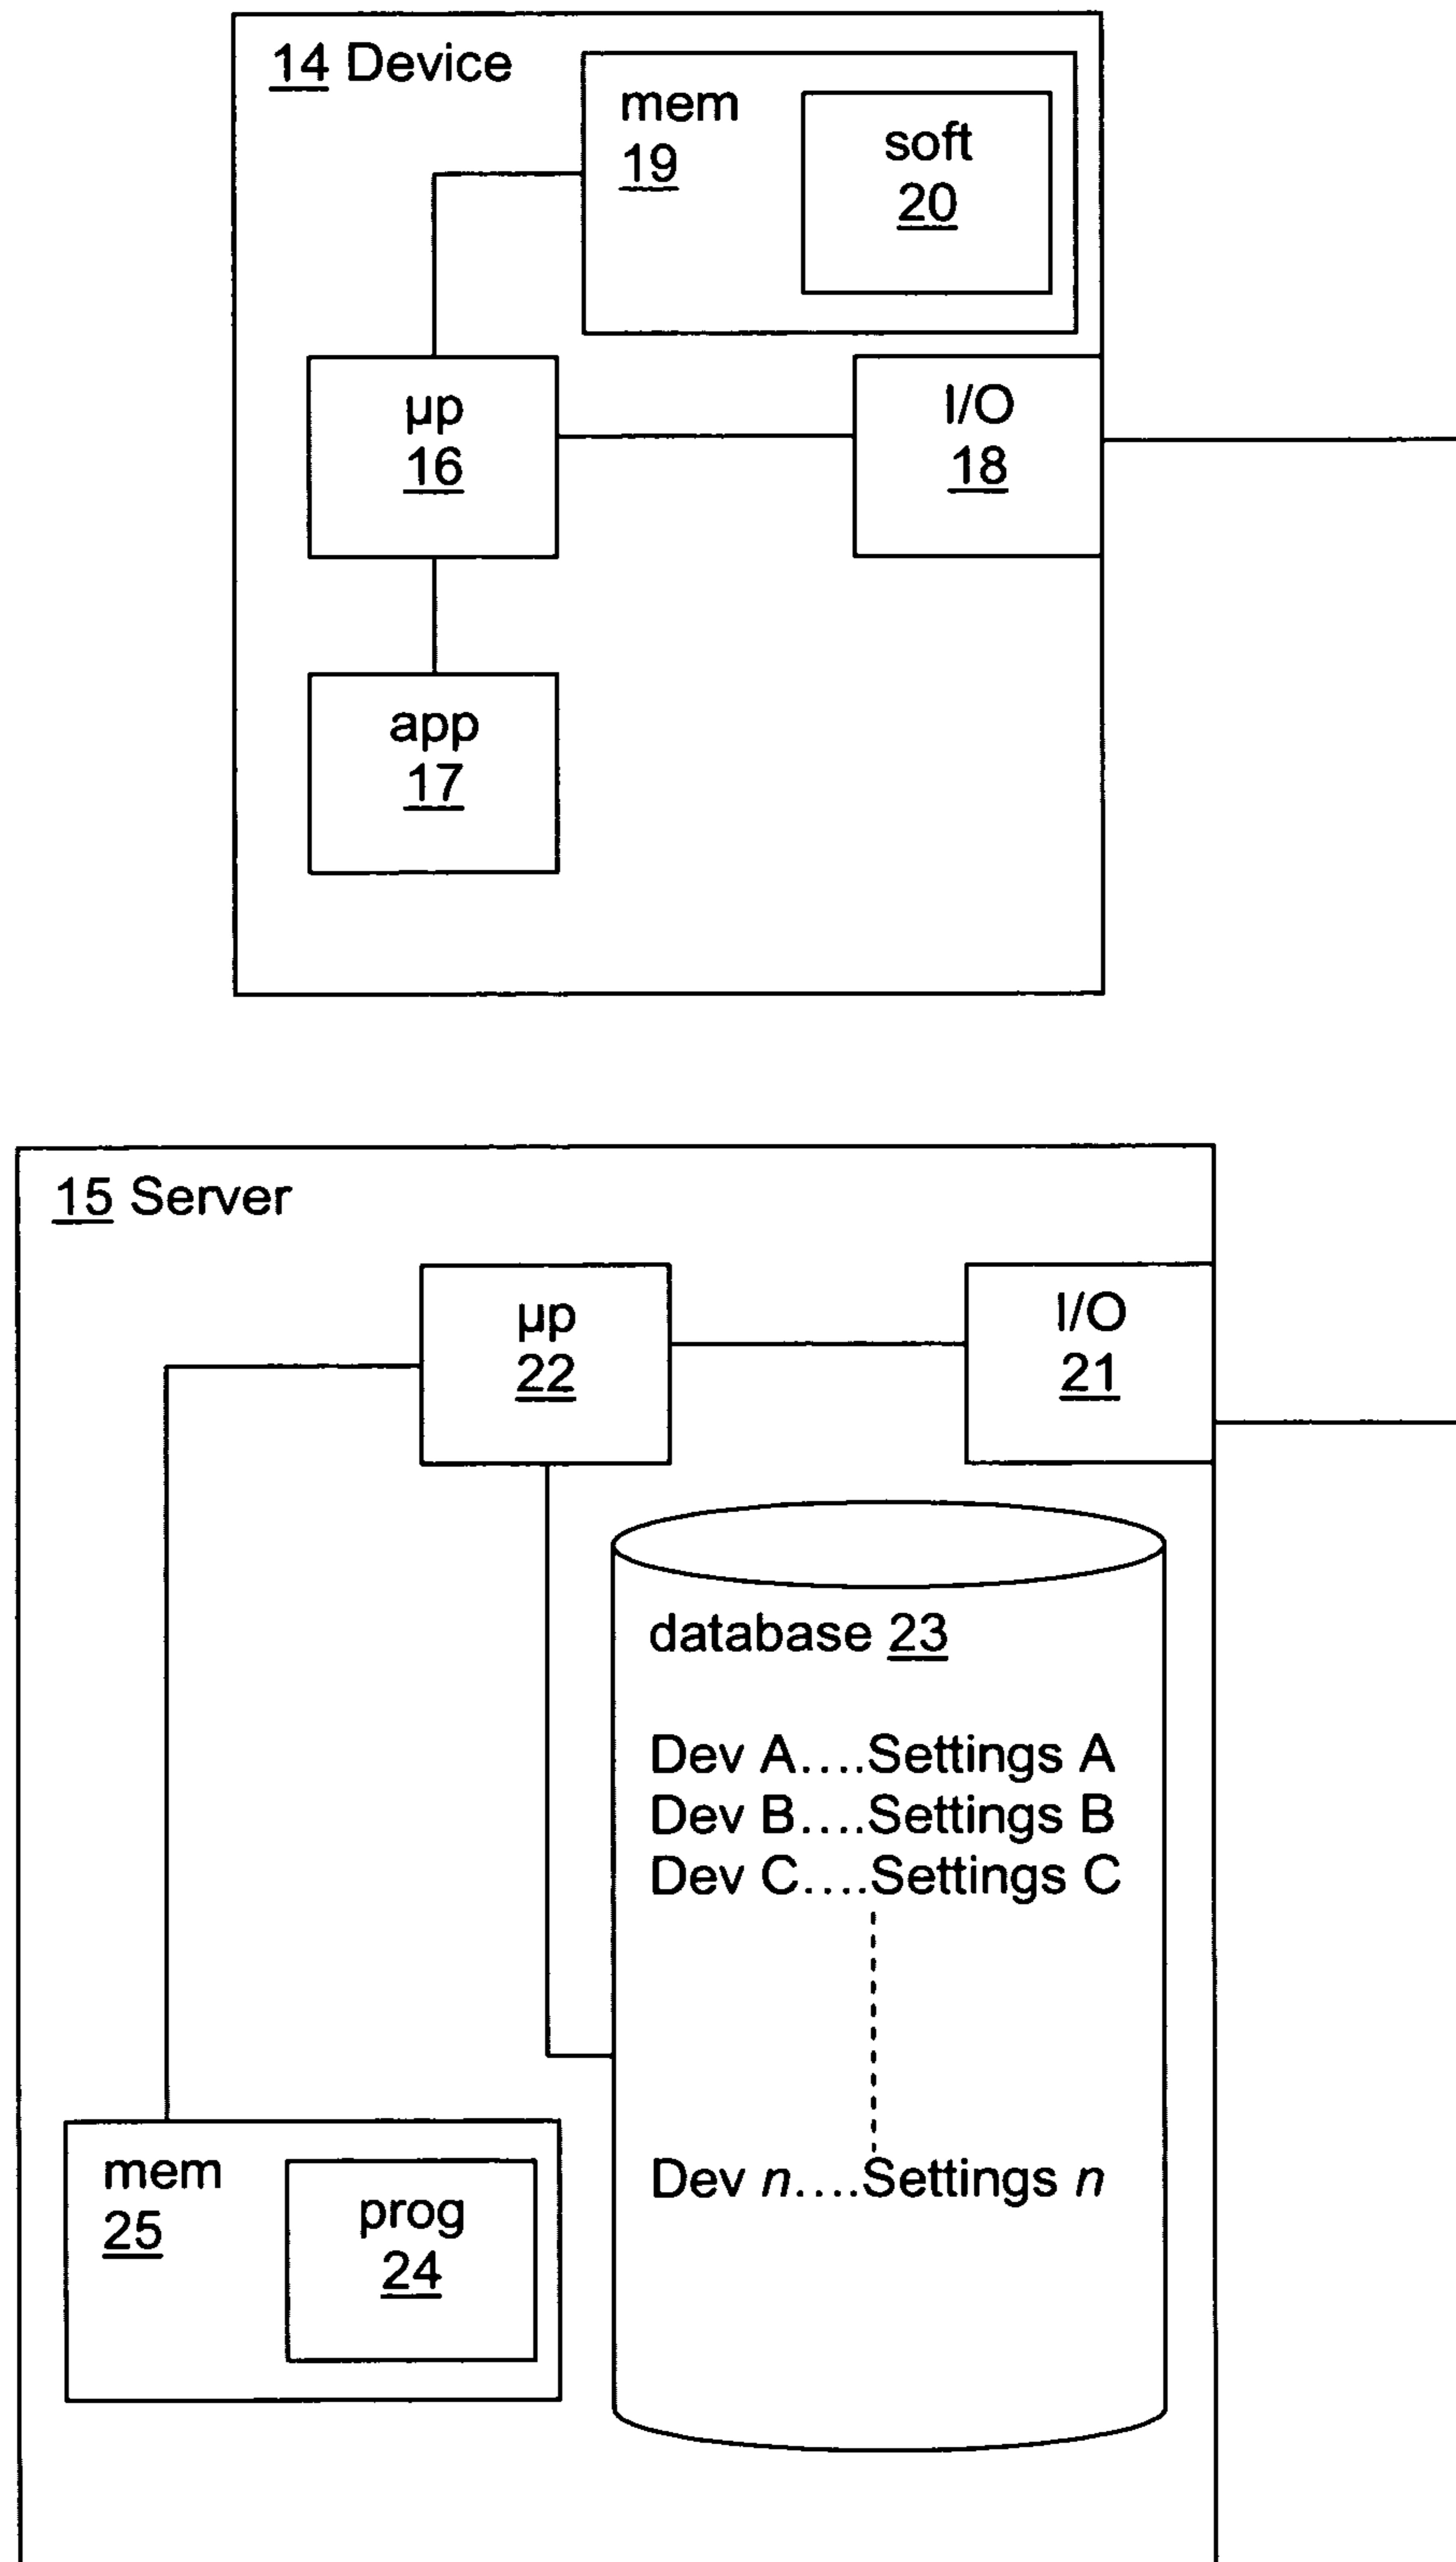 14 Device
mem
19
soft
20
µp
16
I/O
18
app
17
15 Server
µp
22
I/O
21
database 23
Dev A....Settings A
Dev B....Settings B
Dev C....Settings C
Dev n....Settings n
mem
25
prog
24